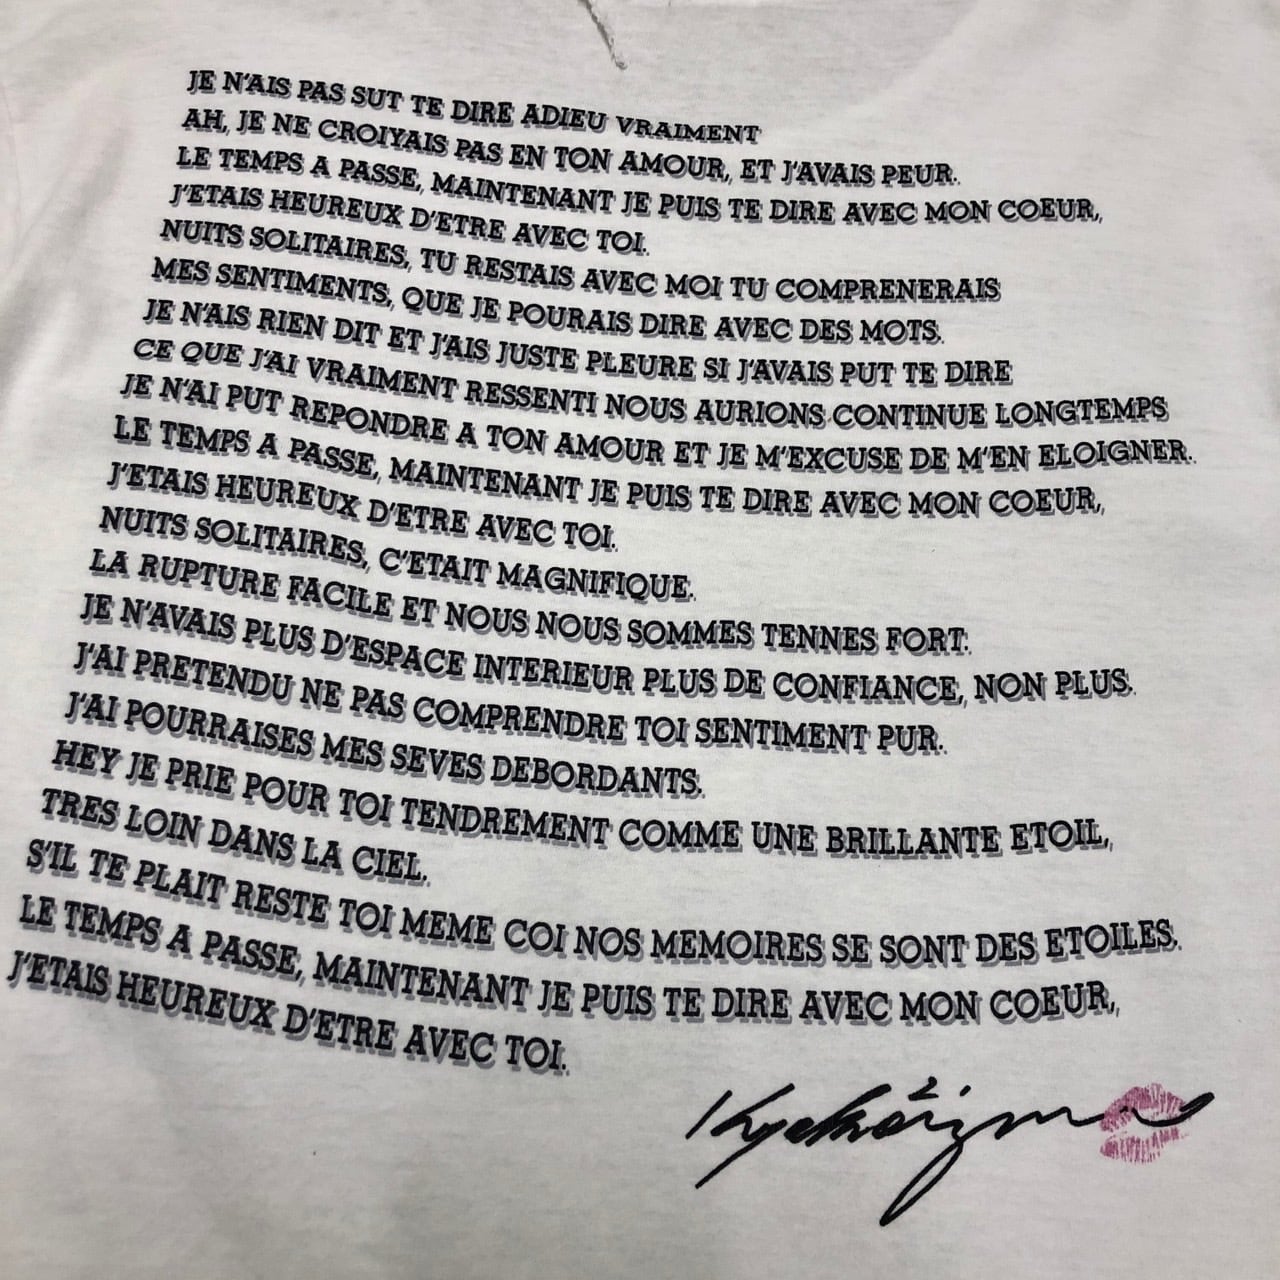 JE N'AIS PAS SUT TE DIRE ADIEU VRAIMENT
AH, JE NE CROIYAIS PAS EN TON AMOUR, ET J'AVAIS PEUR.
LE TEMPS A PASSE, MAINTENANT JE PUIS TE DIRE AVEC MON COEUR,
J'ETAIS HEUREUX D'ETRE AVEC TOI.
NUITS SOLITAIRES, TU RESTAIS AVEC MOI TU COMPRENERAIS
MES SENTIMENTS, QUE JE POURAIS DIRE AVEC DES MOTS.
JE N'AIS RIEN DIT ET J'AIS JUSTE PLEURE SI J'AVAIS PUT TE DIRE
CE QUE J'AI VRAIMENT RESSENTI NOUS AURIONS CONTINUE LONGTEMPS
JE N'AI PUT REPONDRE A TON AMOUR ET JE M'EXCUSE DE M'EN ELOIGNER.
LE TEMPS A PASSE, MAINTENANT JE PUIS TE DIRE AVEC MON COEUR,
J'ETAIS HEUREUX D'ETRE AVEC TOI.
NUITS SOLITAIRES, C'ETAIT MAGNIFIQUE.
LA RUPTURE FACILE ET NOUS NOUS SOMMES TENNES FORT.
JE N'AVAIS PLUS D'ESPACE INTERIEUR PLUS DE CONFIANCE, NON PLUS.
J'AI PRETENDU NE PAS COMPRENDRE TOI SENTIMENT PUR.
J'AI POURRAISES MES SEVES DEBORDANTS.
HEY JE PRIE POUR TOI TENDREMENT COMME UNE BRILLANTE ETOIL,
TRES LOIN DANS LA CIEL.
S'IL TE PLAIT RESTE TOI MEME COI NOS MEMOIRES SE SONT DES ETOILES.
LE TEMPS A PASSE, MAINTENANT JE PUIS TE DIRE AVEC MON COEUR,
J'ETAIS HEUREUX D'ETRE AVEC TOI.